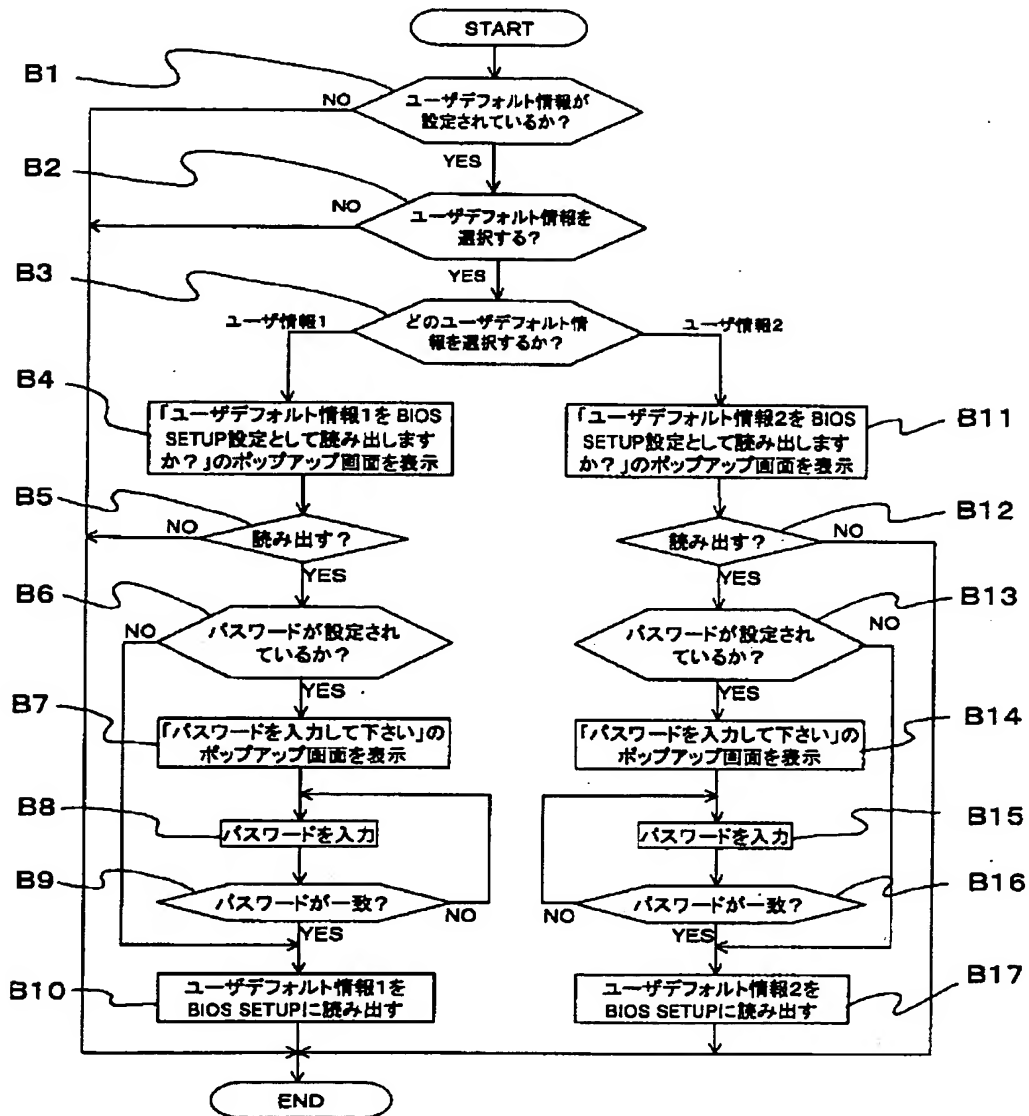 START
B1
NO
ユーザデフォルト情報が
設定されているか？
YES
B2
NO
ユーザデフォルト情報を
選択する？
YES
B3
ユーザ情報1
どのユーザデフォルト情
報を選択するか？
ユーザ情報2
B4
「ユーザデフォルト情報1を BIOS
SETUP設定として読み出します
か？」のポップアップ画面を表示
「ユーザデフォルト情報2を BIOS
SETUP設定として読み出します
か？」のポップアップ画面を表示
B11
B5
NO
読み出す？
YES
読み出す？
NO
B12
YES
B6
NO
パスワードが設定され
ているか？
YES
パスワードが設定され
ているか？
NO
B13
YES
B7
「パスワードを入力して下さい」の
ポップアップ画面を表示
「パスワードを入力して下さい」の
ポップアップ画面を表示
B14
B8
パスワードを入力
パスワードを入力
B15
B9
パスワードが一致？
NO
YES
NO
パスワードが一致？
B16
YES
B10
ユーザデフォルト情報1を
BIOS SETUPに読み出す
ユーザデフォルト情報2を
BIOS SETUPに読み出す
B17
END